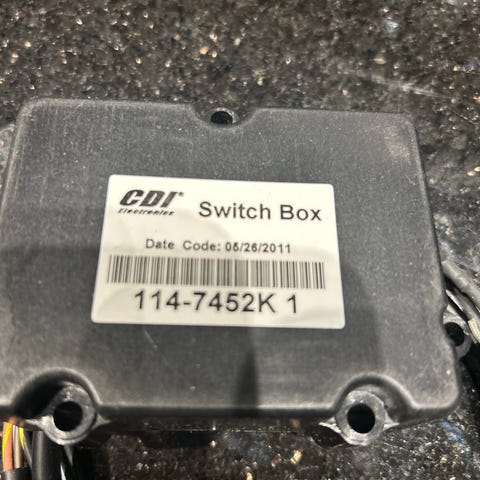 CDI®
Electronics
Switch Box
Date Code: 05/26/2011
114-7452K 1